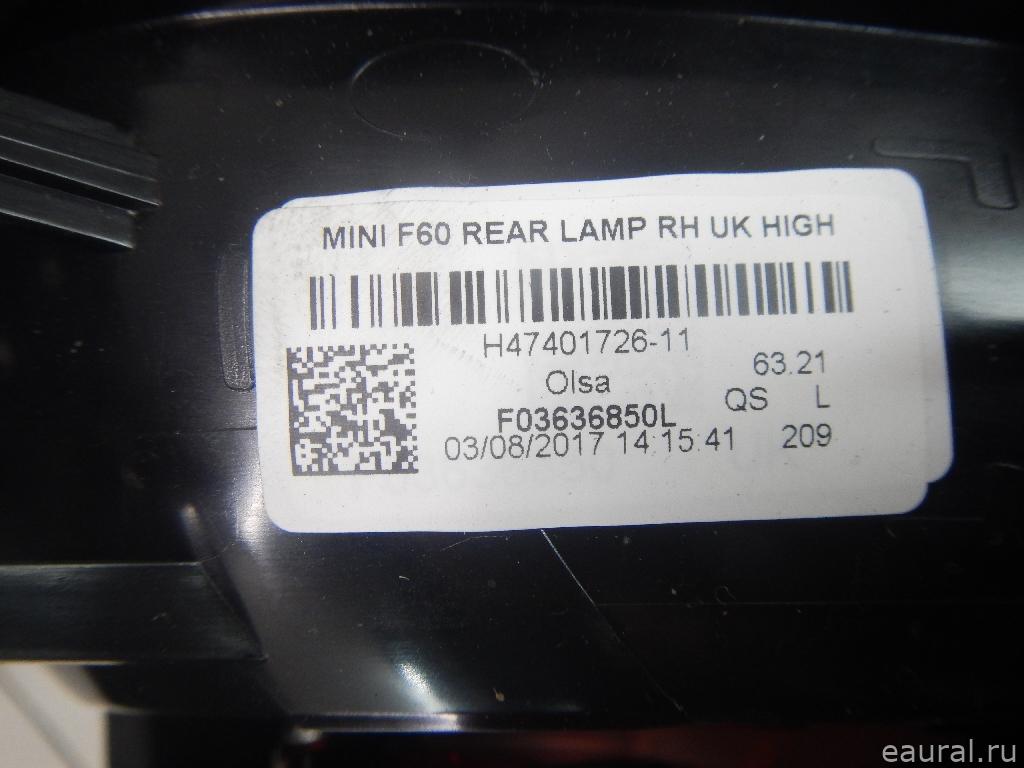 MINI F60 REAR LAMP RH UK HIGH
H47401726-11
63.21
Olsa
QS L
F03636850L
03/08/2017 14:15:41 209
eaural.ru